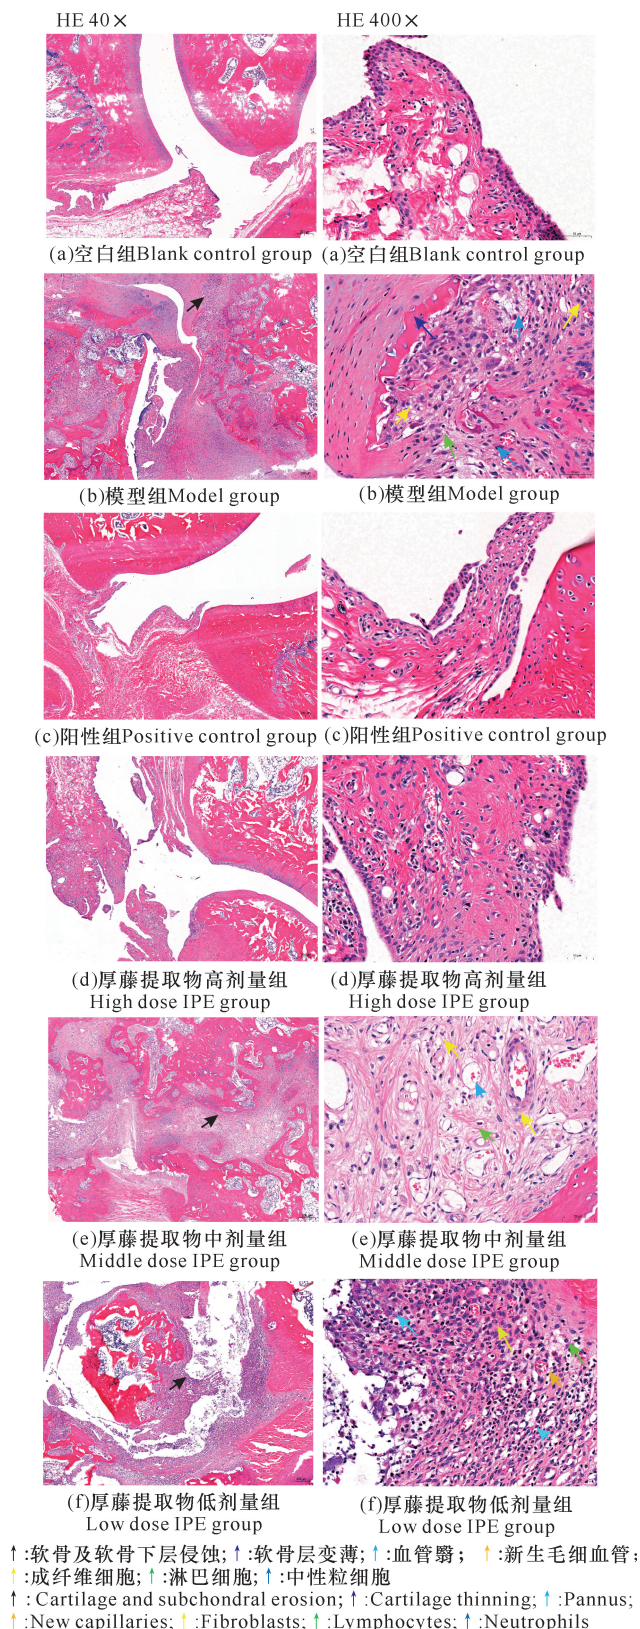 HE 40×
HE 400×
(a)空白组Blank control group
(a)空白组Blank control group
(b)模型组Model group
(b)模型组Model group
(c)阳性组Positive control group
(c)阳性组Positive control group
(d)厚藤提取物高剂量组
High dose IPE group
(d)厚藤提取物高剂量组
High dose IPE group
(e)厚藤提取物中剂量组
Middle dose IPE group
(e)厚藤提取物中剂量组
Middle dose IPE group
(f)厚藤提取物低剂量组
Low dose IPE group
(f)厚藤提取物低剂量组
Low dose IPE group
↑:软骨及软骨下层侵蚀;↑:软骨层变薄;↑:血管翳; ↑:新生毛细血管;
↑:成纤维细胞;↑:淋巴细胞;↑:中性粒细胞
↑:Cartilage and subchondral erosion;↑:Cartilage thinning;↑:Pannus;
↑:New capillaries;↑:Fibroblasts;↑:Lymphocytes;↑:Neutrophils